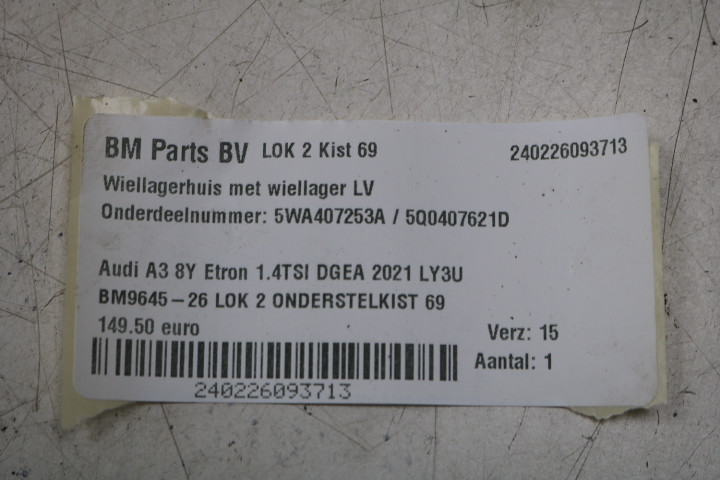 BM Parts BV LOK 2 Kist 69 240226093713
Wiellagerhuis met wiellager LV
Onderdeelnummer: 5WA407253A / 5Q0407621D
Audi A3 8Y Etron 1.4TSI DGEA 2021 LY3U
BM9645-26 LOK 2 ONDERSTELKIST 69
149.50 euro Verz: 15
Aantal: 1
240226093713